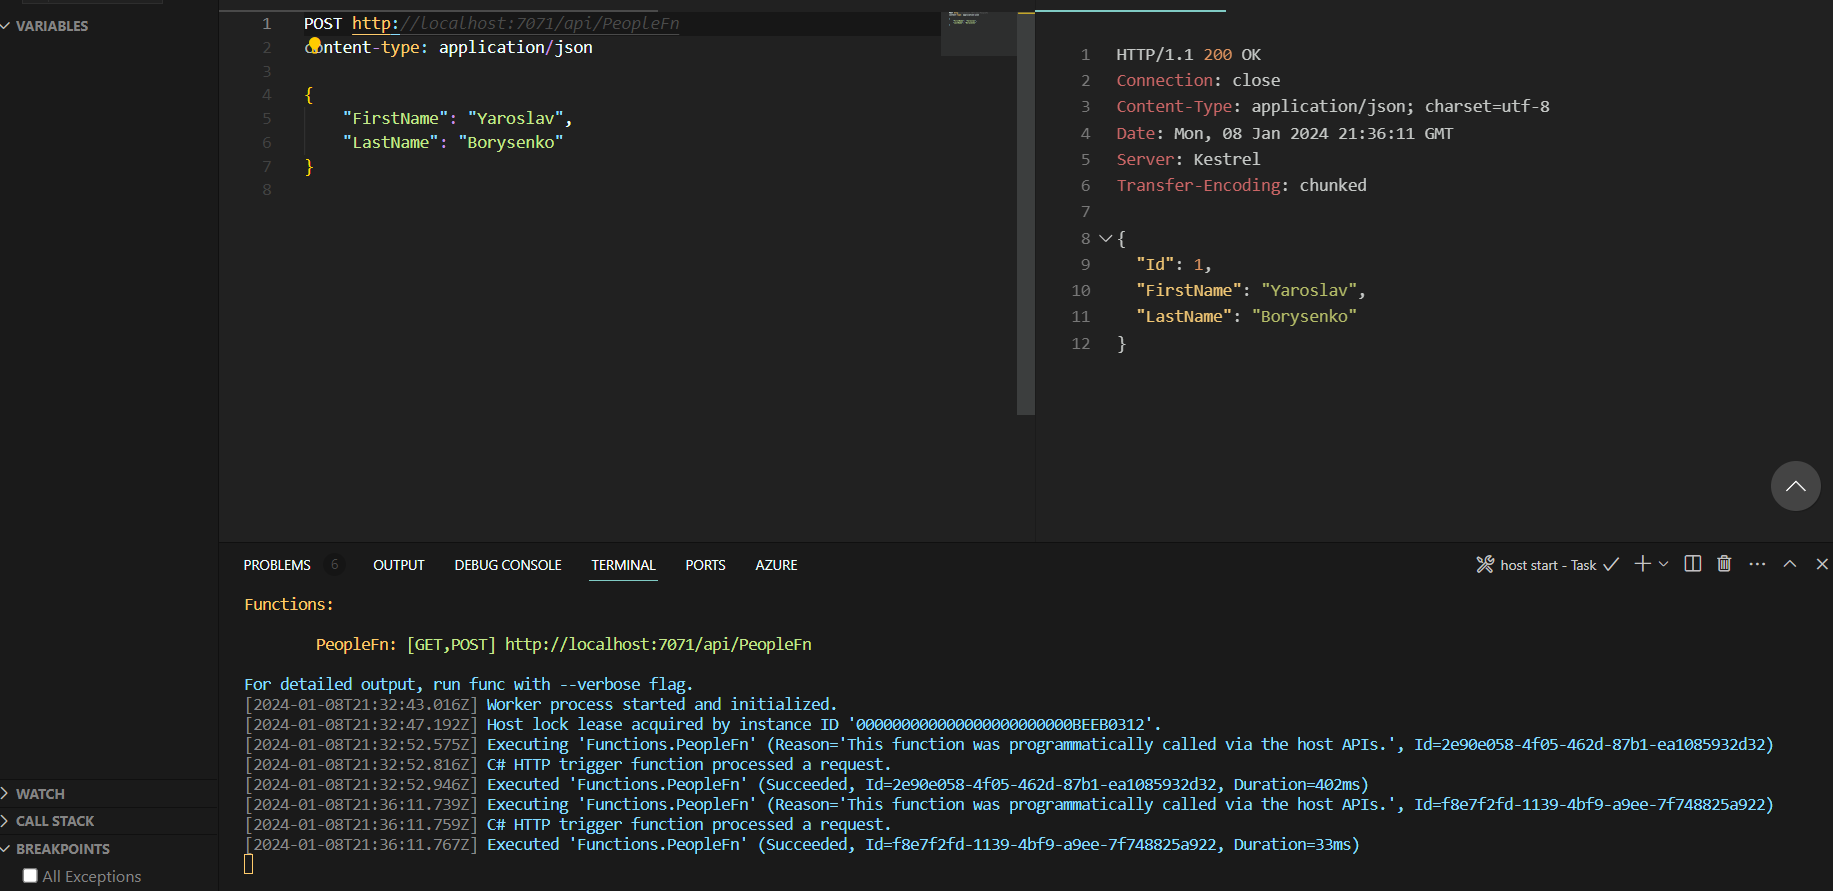 VARIABLES
1 POST http://localhost:7071/api/PeopleFn
2 content-type: application/json
3
4 {
5 "FirstName": "Yaroslav",
6 "LastName": "Borysenko"
7 }
8
1 HTTP/1.1 200 OK
2 Connection: close
3 Content-Type: application/json; charset=utf-8
4 Date: Mon, 08 Jan 2024 21:36:11 GMT
5 Server: Kestrel
6 Transfer-Encoding: chunked
7
8 {
9 "Id": 1,
10 "FirstName": "Yaroslav",
11 "LastName": "Borysenko"
12 }
PROBLEMS 6 OUTPUT DEBUG CONSOLE TERMINAL PORTS AZURE
host start - Task
Functions:
PeopleFn: [GET,POST] http://localhost:7071/api/PeopleFn
For detailed output, run func with --verbose flag.
[2024-01-08T21:32:43.016Z] Worker process started and initialized.
[2024-01-08T21:32:47.192Z] Host lock lease acquired by instance ID '000000000000000000000000BEEB0312'.
[2024-01-08T21:32:52.575Z] Executing 'Functions.PeopleFn' (Reason='This function was programmatically called via the host APIs.', Id=2e90e058-4f05-462d-87b1-ea1085932d32)
[2024-01-08T21:32:52.816Z] C# HTTP trigger function processed a request.
[2024-01-08T21:32:52.946Z] Executed 'Functions.PeopleFn' (Succeeded, Id=2e90e058-4f05-462d-87b1-ea1085932d32, Duration=402ms)
[2024-01-08T21:36:11.739Z] Executing 'Functions.PeopleFn' (Reason='This function was programmatically called via the host APIs.', Id=f8e7f2fd-1139-4bf9-a9ee-7f748825a922)
[2024-01-08T21:36:11.759Z] C# HTTP trigger function processed a request.
[2024-01-08T21:36:11.767Z] Executed 'Functions.PeopleFn' (Succeeded, Id=f8e7f2fd-1139-4bf9-a9ee-7f748825a922, Duration=33ms)
WATCH
CALL STACK
BREAKPOINTS
All Exceptions